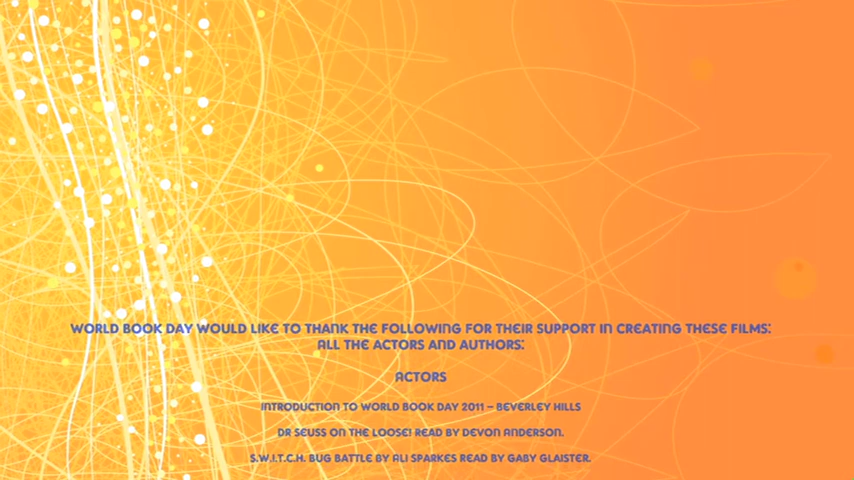 WORLD BOOK DAY WOULD LIKE TO THANK THE FOLLOWING FOR THEIR SUPPORT IN CREATING THESE FILMS:
ALL THE ACTORS AND AUTHORS:
ACTORS
INTRODUCTION TO WORLD BOOK DAY 2011 – BEVERLEY HILLS
DR SEUSS ON THE LOOSE! READ BY DEVON ANDERSON.
S.W.I.T.C.H. BUG BATTLE BY ALI SPARKES READ BY GABY GLAISTER.